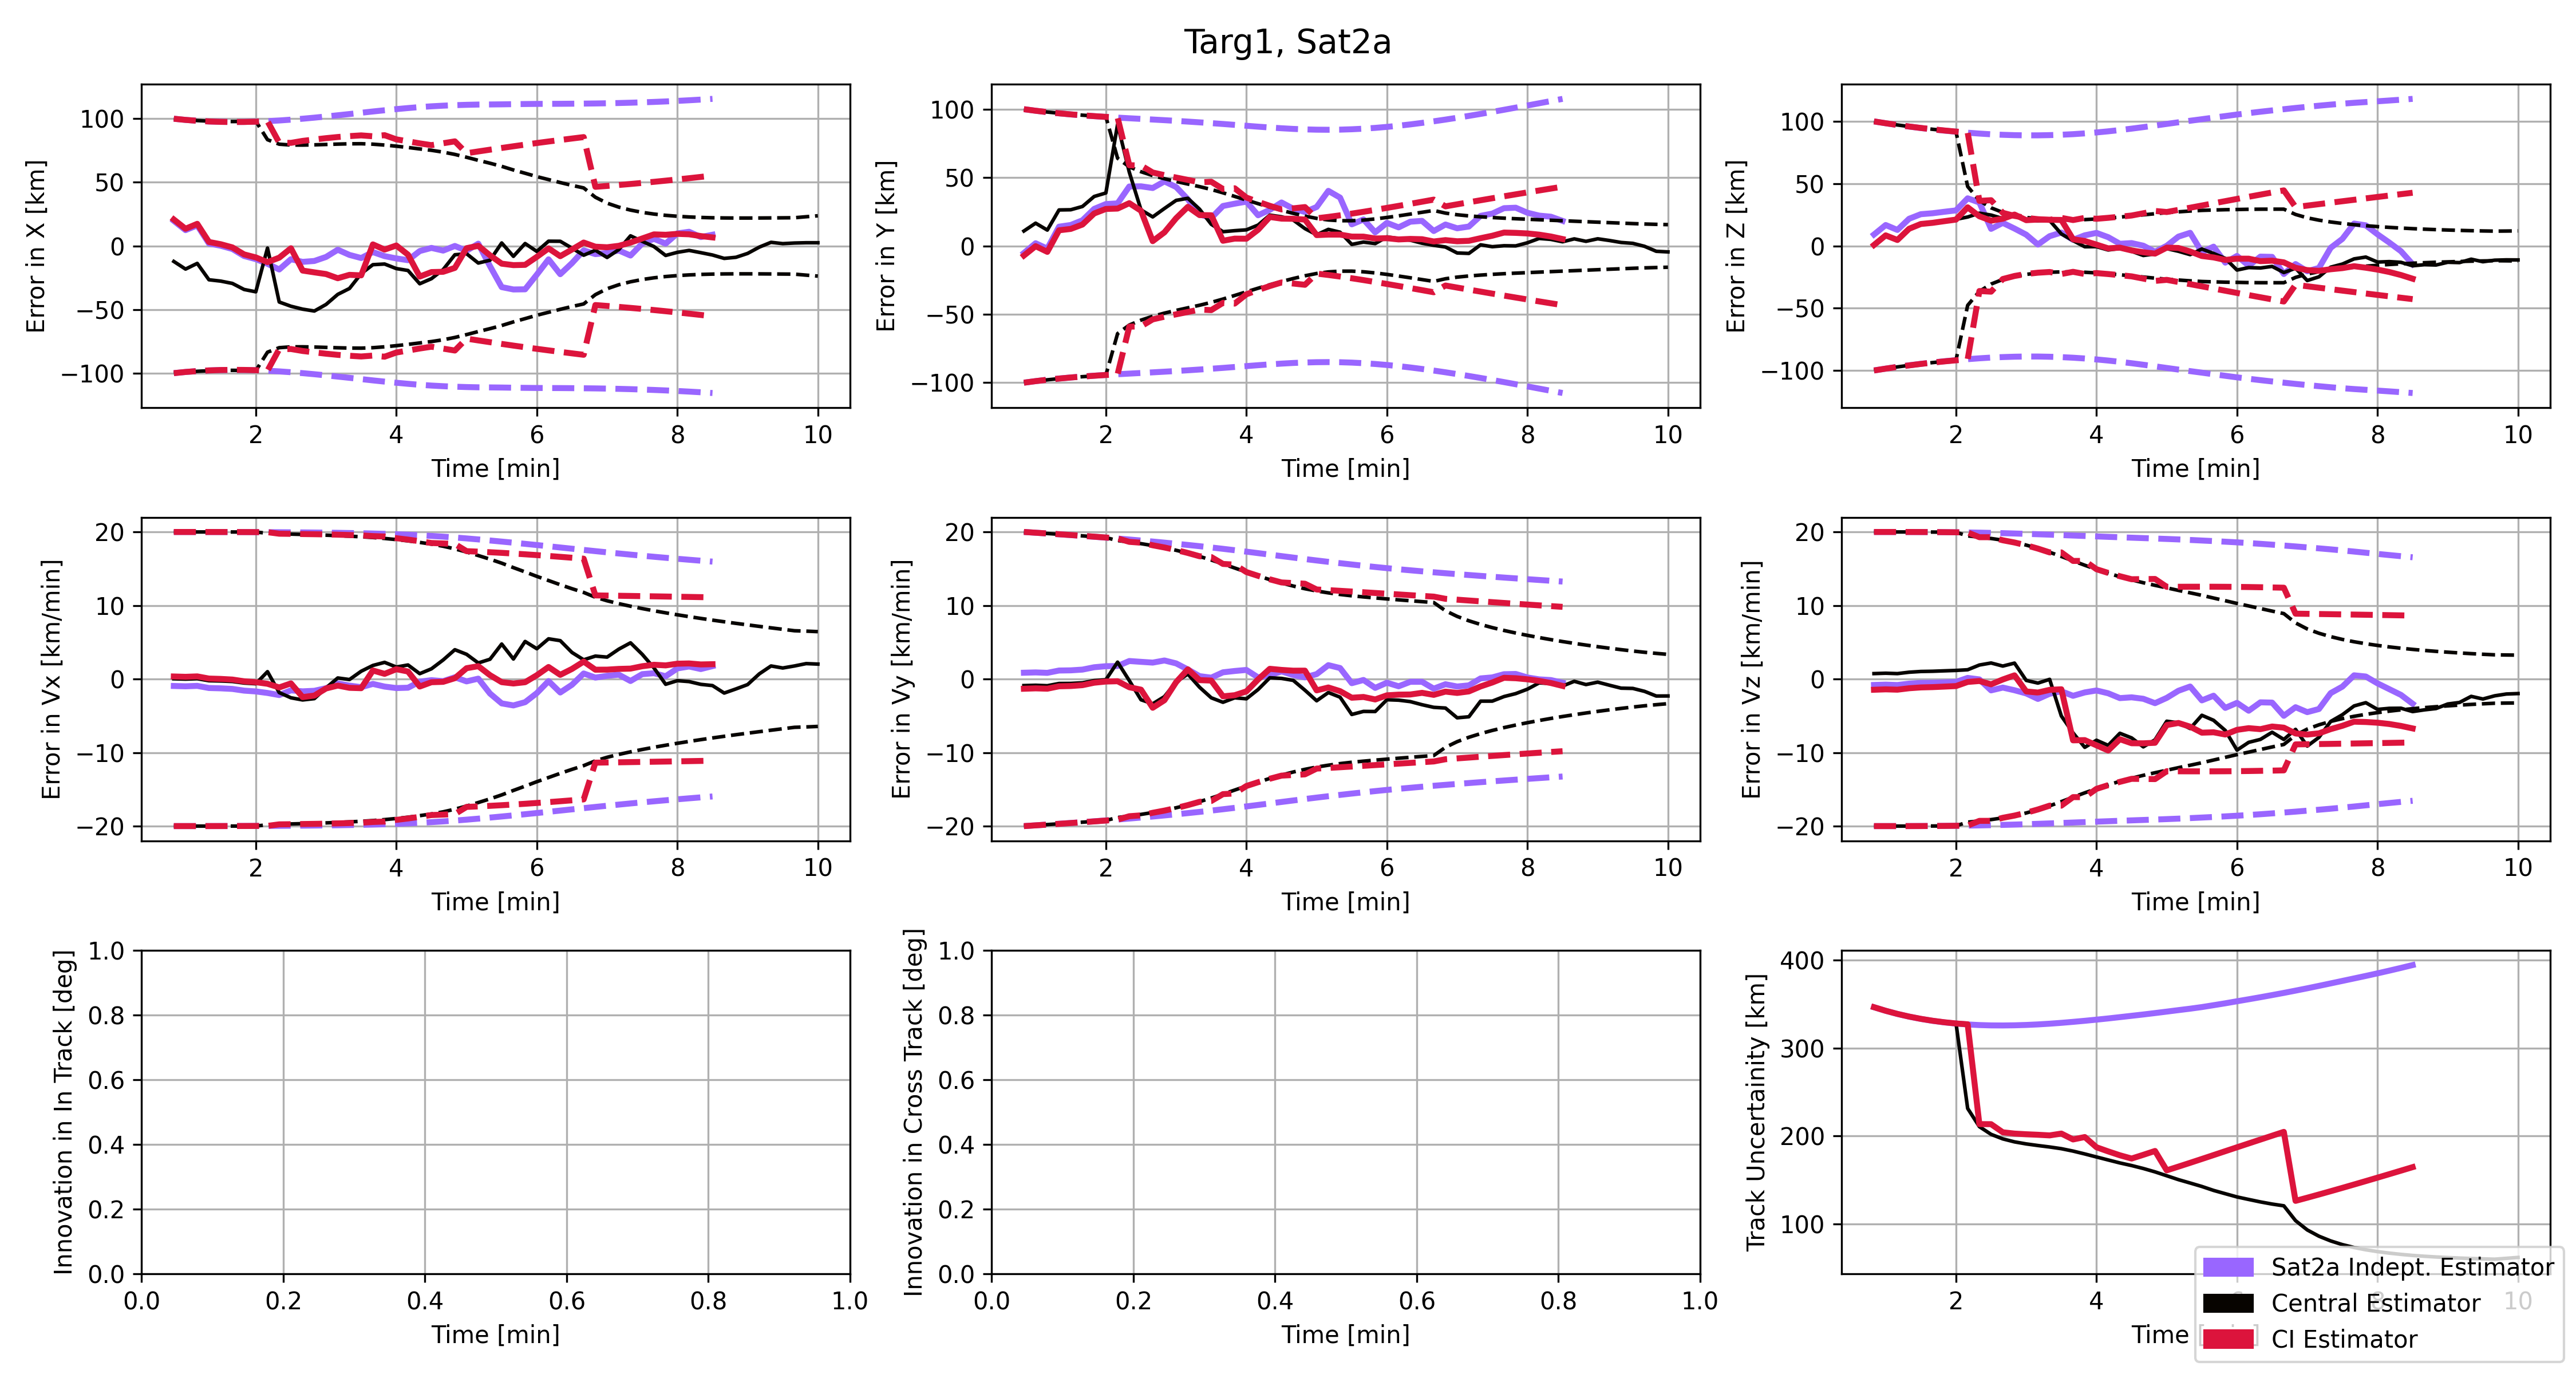 Targ1, Sat2a
Error in X [km]
100
50
0
−50
−100
2 4 6 8 10
Time [min]
Error in Y [km]
100
50
0
−50
−100
2 4 6 8 10
Time [min]
Error in Z [km]
100
50
0
−50
−100
2 4 6 8 10
Time [min]
Error in Vx [km/min]
20
10
0
−10
−20
2 4 6 8 10
Time [min]
Error in Vy [km/min]
20
10
0
−10
−20
2 4 6 8 10
Time [min]
Error in Vz [km/min]
20
10
0
−10
−20
2 4 6 8 10
Time [min]
Innovation in In Track [deg]
1.0
0.8
0.6
0.4
0.2
0.0
0.0 0.2 0.4 0.6 0.8 1.0
Time [min]
Innovation in Cross Track [deg]
1.0
0.8
0.6
0.4
0.2
0.0
0.0 0.2 0.4 0.6 0.8 1.0
Time [min]
Track Uncertainity [km]
400
300
200
100
2 4 10
Time
Sat2a Indept. Estimator
Central Estimator
CI Estimator